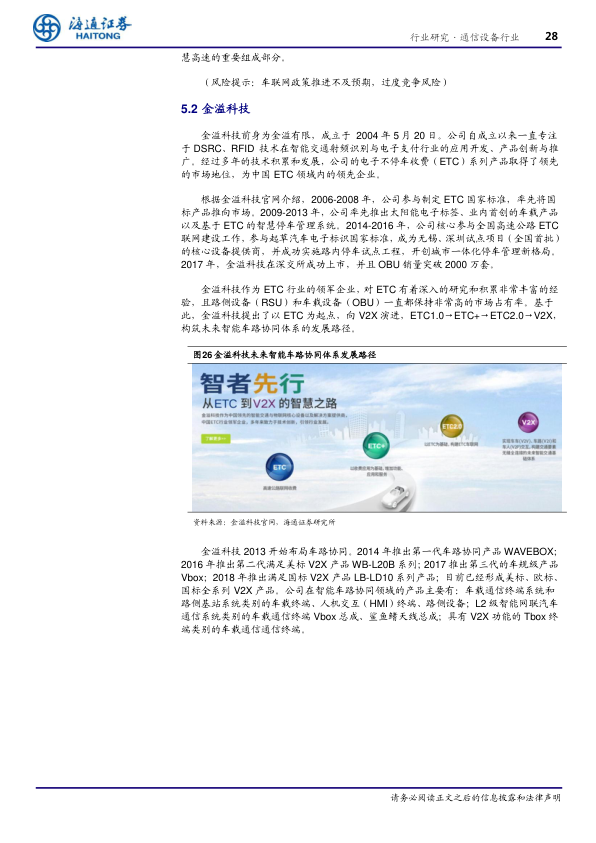 海通证券
HAITONG
行业研究·通信设备行业
28
慧高速的重要组成部分。
（风险提示：车联网政策推进不及预期，过度竞争风险）
5.2 金溢科技
金溢科技前身为金溢有限，成立于 2004 年 5 月 20 日。公司自成立以来一直专注
于 DSRC、RFID 技术在智能交通射频识别与电子支付行业的应用开发、产品创新与推
广。经过多年的技术积累和发展，公司的电子不停车收费（ETC）系列产品取得了领先
的市场地位，为中国 ETC 领域内的领先企业。
根据金溢科技官网介绍，2006-2008 年，公司参与制定 ETC 国家标准，率先将国
标产品推向市场。2009-2013 年，公司率先推出太阳能电子标签、业内首创的车载产品
以及基于 ETC 的智慧停车管理系统。2014-2016 年，公司核心参与全国高速公路 ETC
联网建设工作，参与起草汽车电子标识国家标准，成为无锡、深圳试点项目（全国首批）
的核心设备提供商，并成功实施路内停车试点工程，开创城市一体化停车管理新格局。
2017 年，金溢科技在深交所成功上市，并且 OBU 销量突破 2000 万套。
金溢科技作为 ETC 行业的领军企业，对 ETC 有着深入的研究和积累非常丰富的经
验，且路侧设备（RSU）和车载设备（OBU）一直都保持非常高的市场占有率。基于
此，金溢科技提出了以 ETC 为起点，向 V2X 演进，ETC1.0→ETC+→ETC2.0→V2X，
构筑未来智能车路协同体系的发展路径。
图26 金溢科技未来智能车路协同体系发展路径
智者先行
从ETC 到V2X 的智慧之路
了解更多>
ETC
高速公路联网收费
ETC+
ETC2.0
V2X
资料来源：金溢科技官网，海通证券研究所
金溢科技 2013 开始布局车路协同。2014 年推出第一代车路协同产品 WAVEBOX；
2016 年推出第二代满足美标 V2X 产品 WB-L20B 系列；2017 推出第三代的车规级产品
Vbox；2018 年推出满足国标 V2X 产品 LB-LD10 系列产品；目前已经形成美标、欧标、
国标全系列 V2X 产品。公司在智能车路协同领域的产品主要有：车载通信终端系统和
路侧基站系统类别的车载终端、人机交互（HMI）终端、路侧设备；L2 级智能网联汽车
通信系统类别的车载通信终端 Vbox 总成、鲨鱼鳍天线总成；具有 V2X 功能的 Tbox 终
端类别的车载通信通信终端。
请务必阅读正文之后的信息披露和法律声明